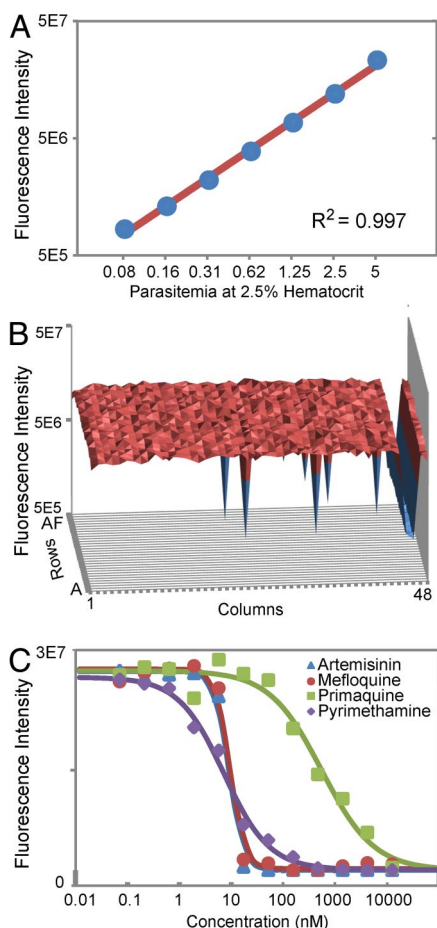 A
Fluorescence Intensity
5E7
5E6
5E5
R² = 0.997
0.08 0.16 0.31 0.62 1.25 2.5 5
Parasitemia at 2.5% Hematocrit
B
Fluorescence Intensity
5E7
5E6
5E5
AF
Rows
A
1
48
Columns
C
Fluorescence Intensity
3E7
0
Artemisinin
Mefloquine
Primaquine
Pyrimethamine
0.01 0.1 1 10 100 1000 10000
Concentration (nM)